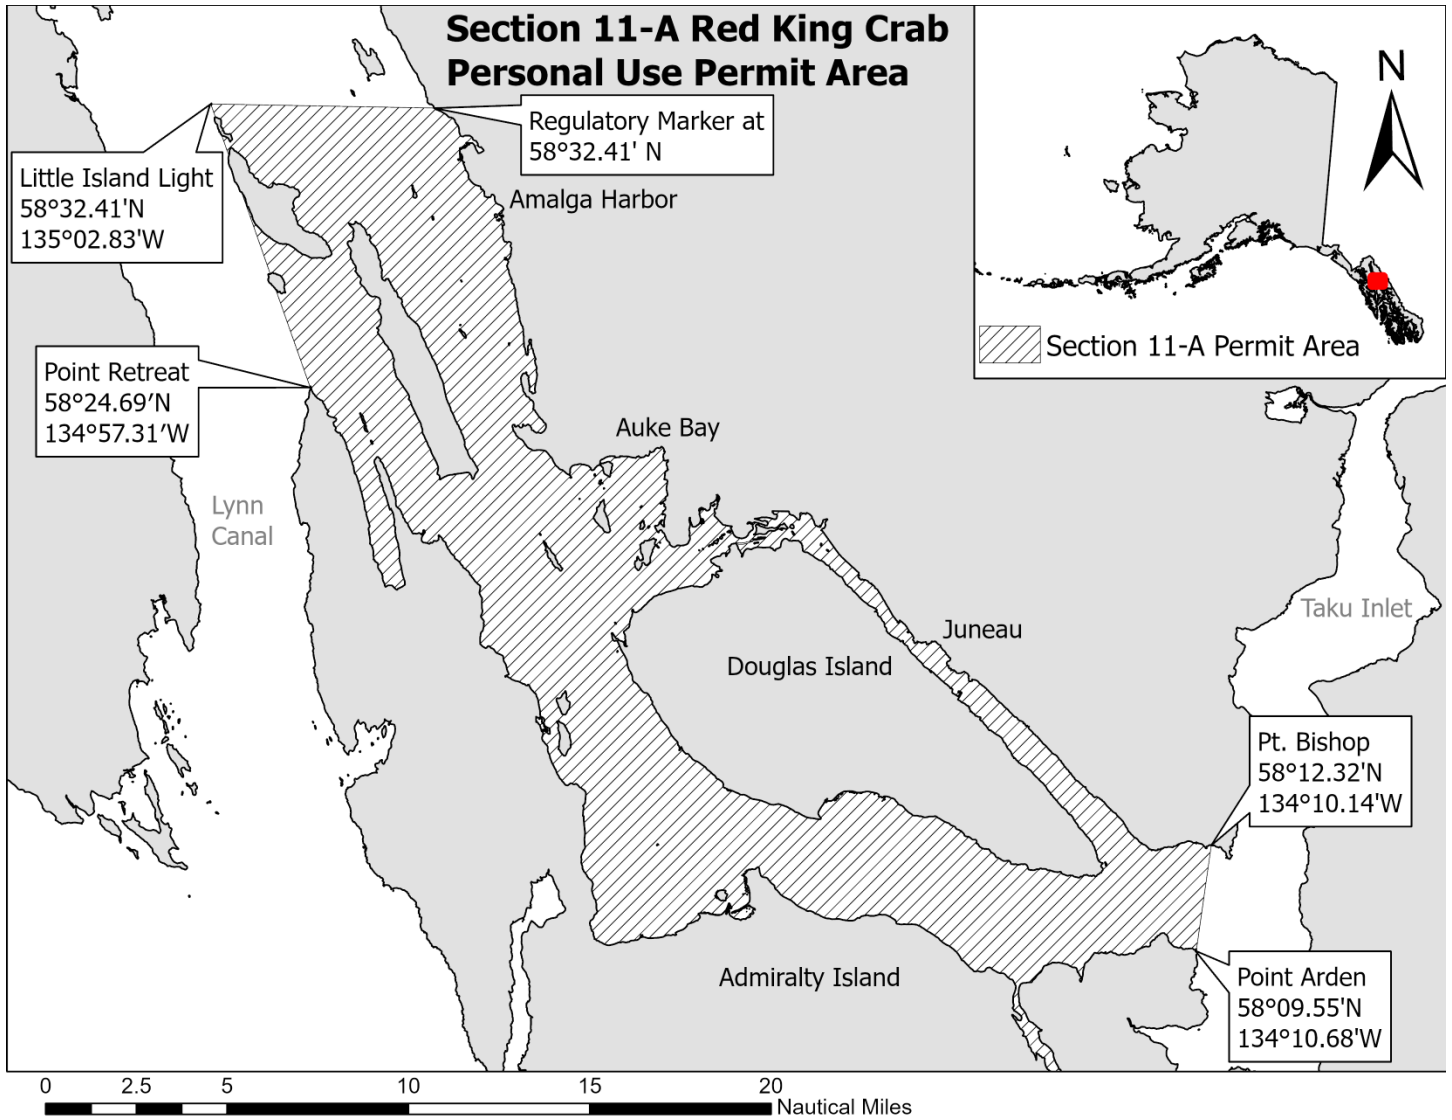 Section 11-A Red King Crab
Personal Use Permit Area
N
Regulatory Marker at
58°32.41' N
Little Island Light
58°32.41'N
135°02.83'W
Amalga Harbor
Section 11-A Permit Area
Point Retreat
58°24.69′N
134°57.31′W
Auke Bay
Lynn
Canal
Taku Inlet
Juneau
Douglas Island
Pt. Bishop
58°12.32'N
134°10.14'W
Admiralty Island
Point Arden
58°09.55'N
134°10.68'W
0 2.5 5 10 15 20
Nautical Miles